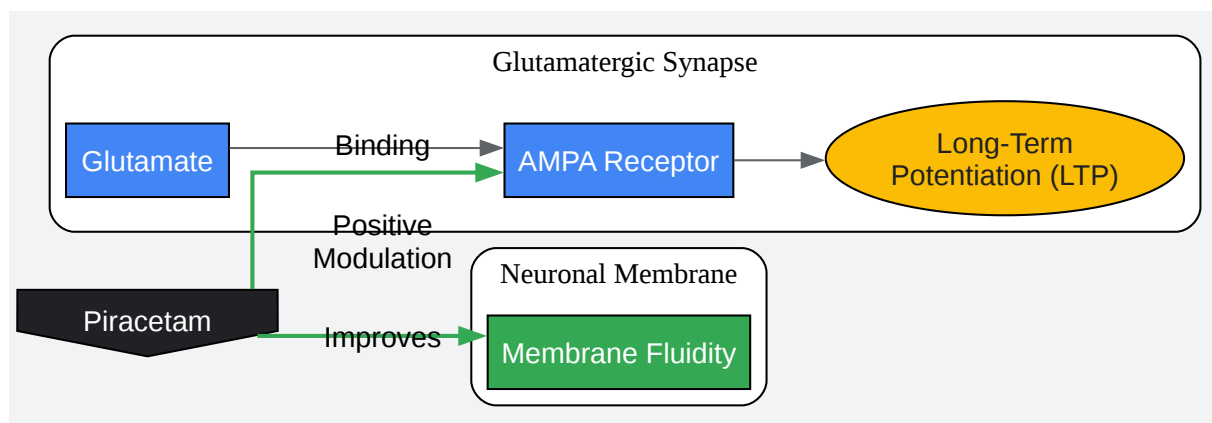 Glutamatergic Synapse
Glutamate
Binding
AMPA Receptor
Long-Term
Potentiation (LTP)
Positive
Modulation
Neuronal Membrane
Piracetam
Improves
Membrane Fluidity